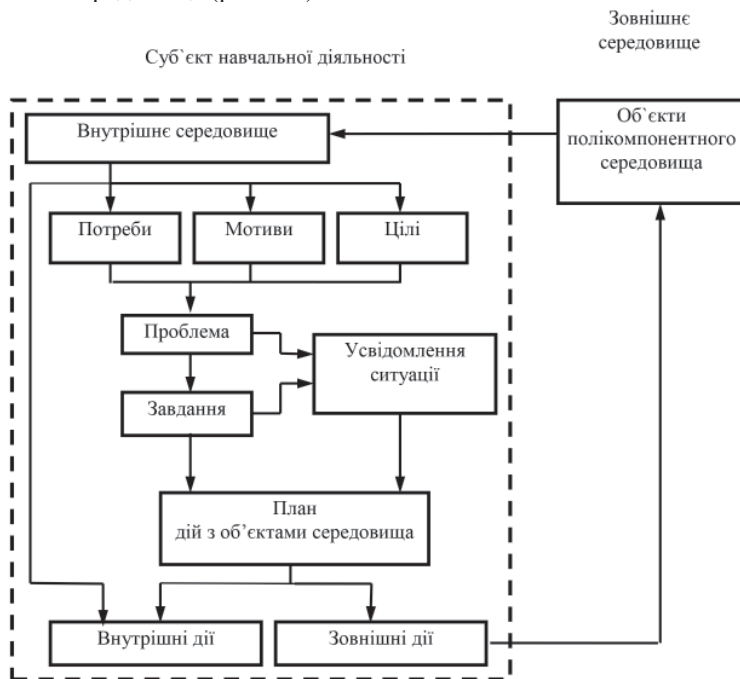 Зовнішнє
середовище
Суб`єкт навчальної діяльності
Внутрішнє середовище
Об`єкти
полікомпонентного
середовища
Потреби
Мотиви
Цілі
Проблема
Усвідомлення
ситуації
Завдання
План
дій з об’єктами середовища
Внутрішні дії
Зовнішні дії